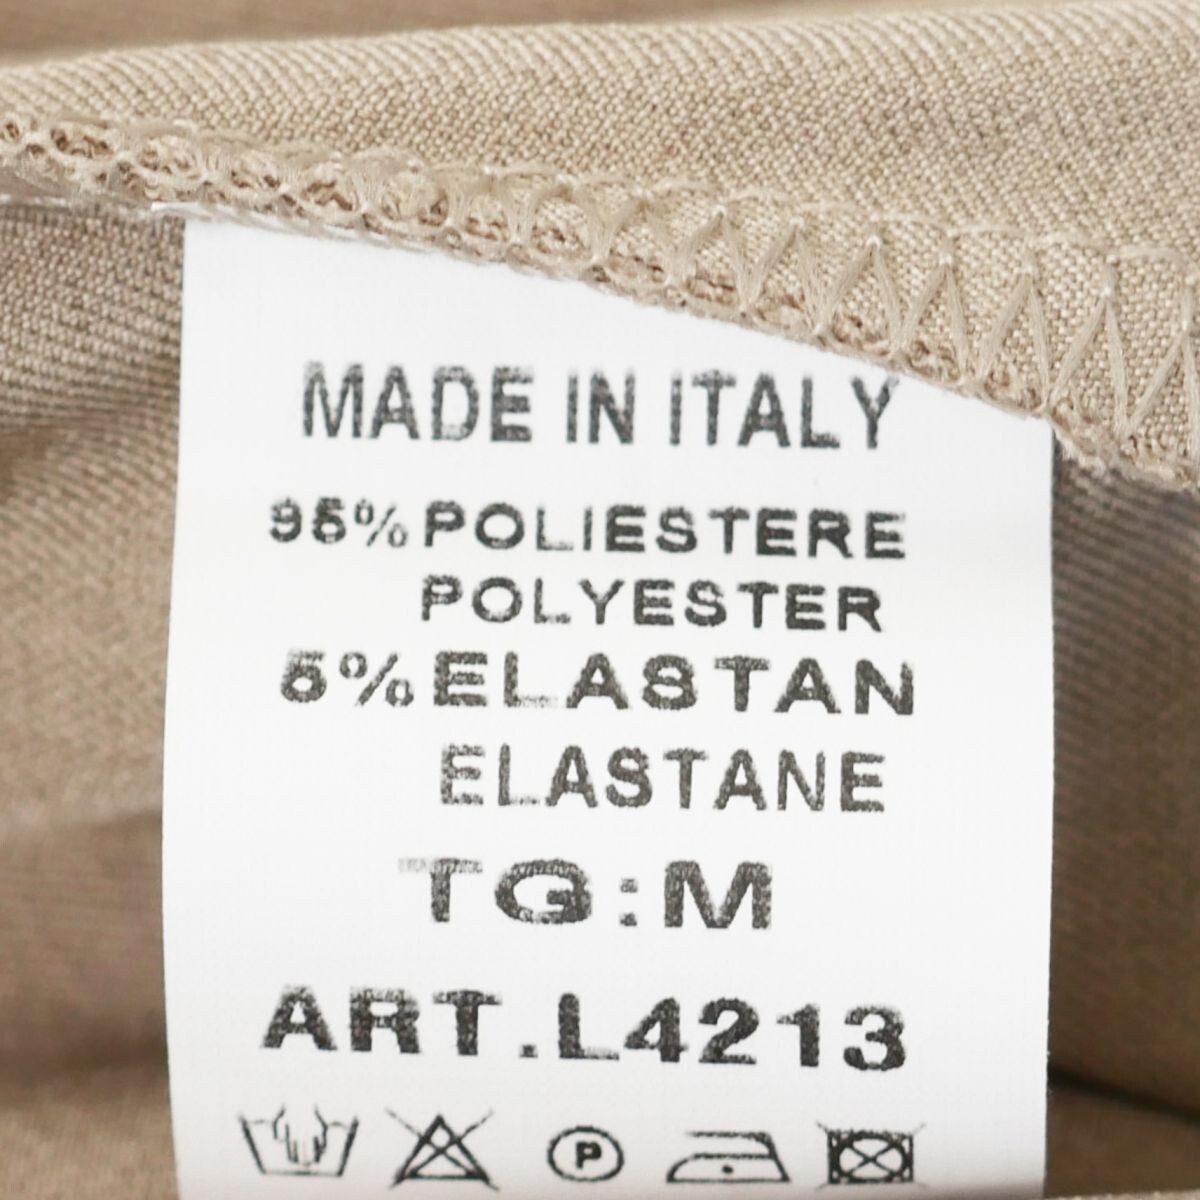 MADE IN ITALY
95% POLIESTERE
POLYESTER
5% ELASTAN
ELASTANE
TG:M
ART.L4213
P